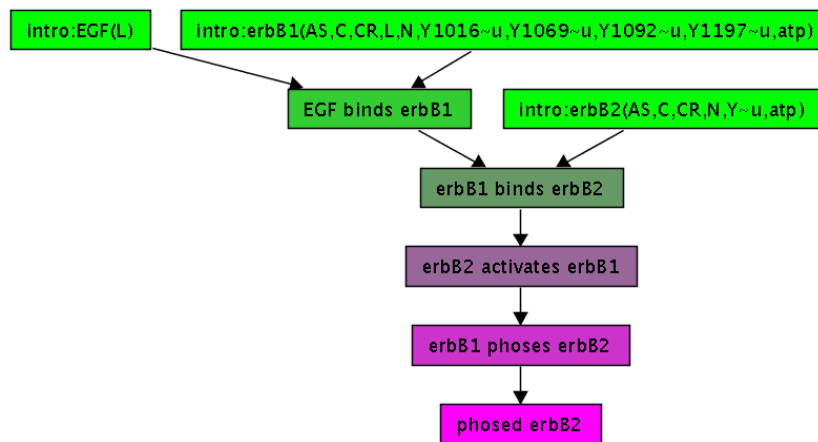 intro:EGF(L)
intro:erbB1(AS,C,CR,L,N,Y1016~u,Y1069~u,Y1092~u,Y1197~u,atp)
EGF binds erbB1
intro:erbB2(AS,C,CR,N,Y~u,atp)
erbB1 binds erbB2
erbB2 activates erbB1
erbB1 phoses erbB2
phosed erbB2